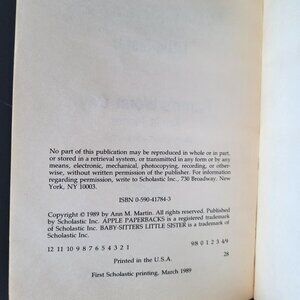 No part of this publication may be reproduced in whole or in part,
or stored in a retrieval system, or transmitted in any form or by any
means, electronic, mechanical, photocopying, recording, or other-
wise, without written permission of the publisher. For information
regarding permission, write to Scholastic Inc., 730 Broadway, New
York, NY 10003.
ISBN 0-590-41784-3
Copyright © 1989 by Ann M. Martin. All rights reserved. Published
by Scholastic Inc. APPLE PAPERBACKS is a registered trademark
of Scholastic Inc. BABY-SITTERS LITTLE SISTER is a trademark
of Scholastic Inc.
12 11 10 9 8 7 6 5 4 3 2 1 9/8 0 1 2 3 4/9
Printed in the U.S.A. 28
First Scholastic printing, March 1989